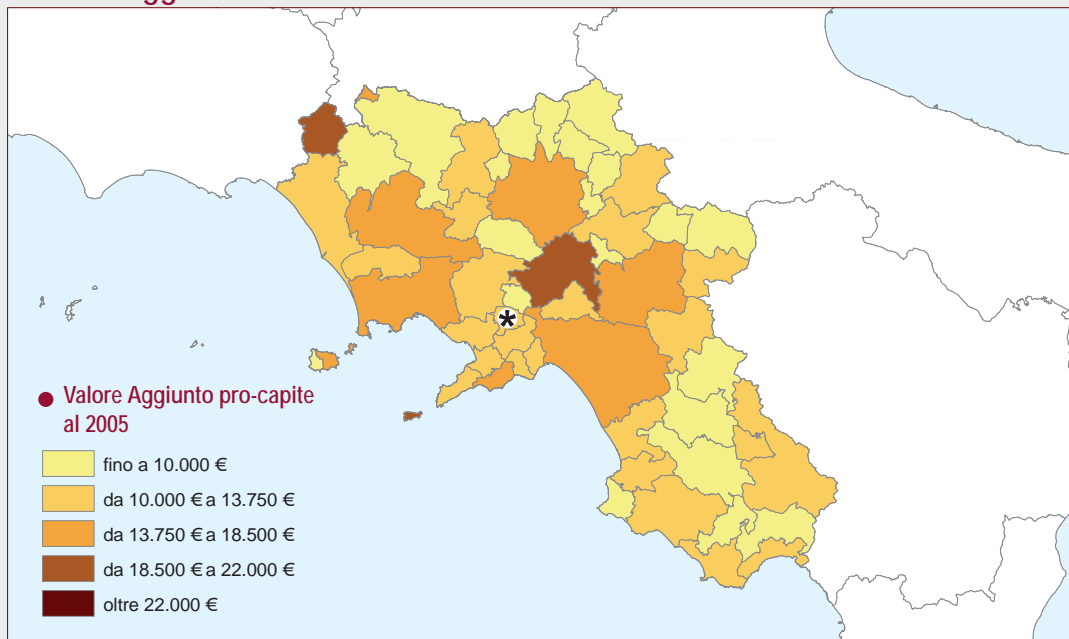 Valore Aggiunto pro-capite
al 2005
fino a 10.000 €
da 10.000 € a 13.750 €
da 13.750 € a 18.500 €
da 18.500 € a 22.000 €
oltre 22.000 €
*